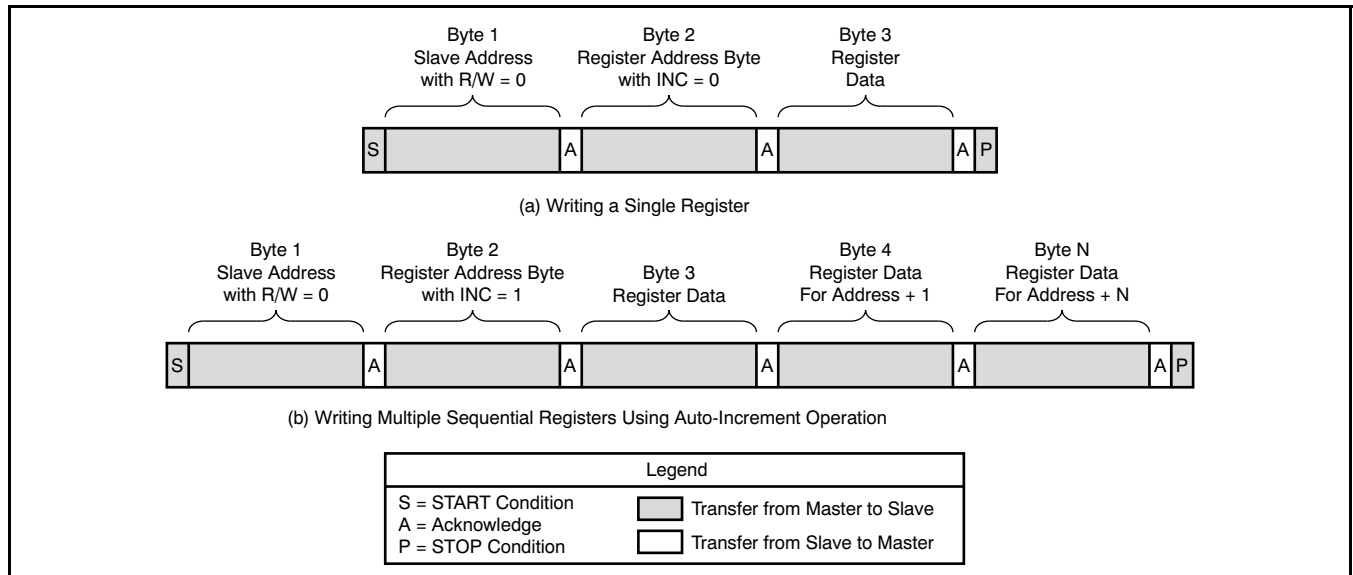 Byte 1
Slave Address
with R/W = 0
Byte 2
Register Address Byte
with INC = 0
Byte 3
Register
Data
S
A
A
A
P
(a) Writing a Single Register
Byte 1
Slave Address
with R/W = 0
Byte 2
Register Address Byte
with INC = 1
Byte 3
Register Data
Byte 4
Register Data
For Address + 1
Byte N
Register Data
For Address + N
S
A
A
A
A
A
P
(b) Writing Multiple Sequential Registers Using Auto-Increment Operation
Legend
S = START Condition
A = Acknowledge
P = STOP Condition
Transfer from Master to Slave
Transfer from Slave to Master